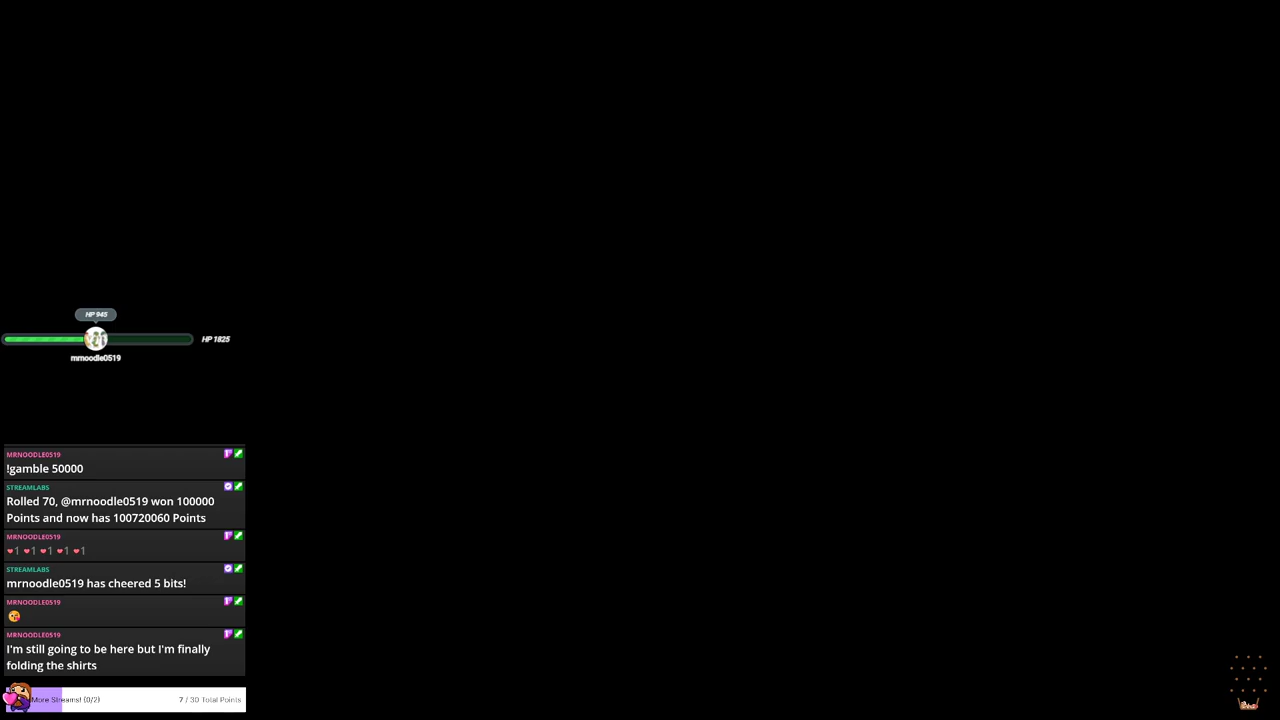 HP 945
HP 1825
mrnoodle0519
MRNOODLE0519
!gamble 50000
STREAMLABS
Rolled 70, @mrnoodle0519 won 100000
Points and now has 100720060 Points
MRNOODLE0519
1 1 1 1 1
STREAMLABS
mrnoodle0519 has cheered 5 bits!
MRNOODLE0519
MRNOODLE0519
I'm still going to be here but I'm finally
folding the shirts
More Streams! (0/2) 7 / 30 Total Points